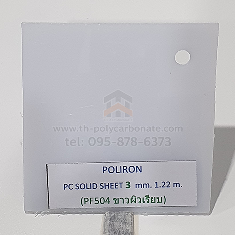 www.th-polycarbonate.com
tel. 095-878-6373
POLIRON
PC SOLID SHEET 3 mm. 1.22 m.
(PF504 ขาวผิวเรียบ)